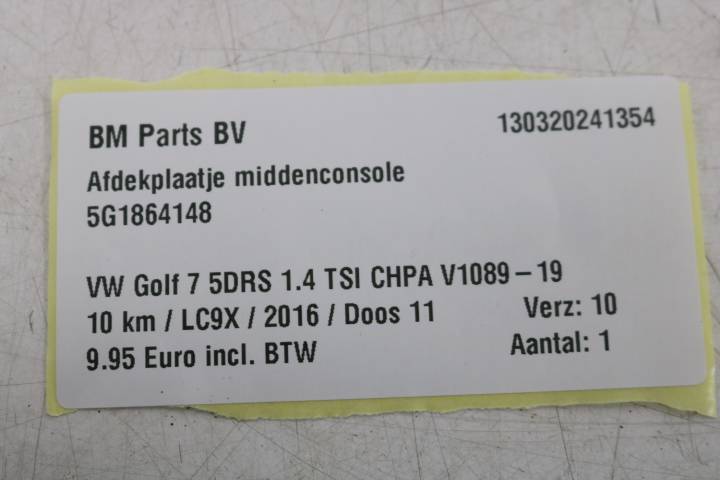 BM Parts BV 130320241354
Afdekplaatje middenconsole
5G1864148
VW Golf 7 5DRS 1.4 TSI CHPA V1089 – 19
10 km / LC9X / 2016 / Doos 11 Verz: 10
9.95 Euro incl. BTW Aantal: 1